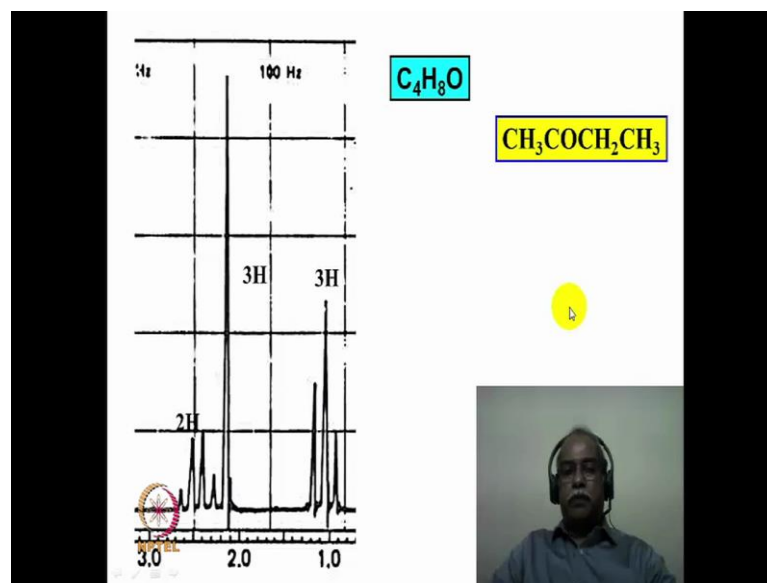 Hz 100 Hz
C₄H₈O
CH₃COCH₂CH₃
3H 3H
2H
NPTEL
3.0 2.0 1,0